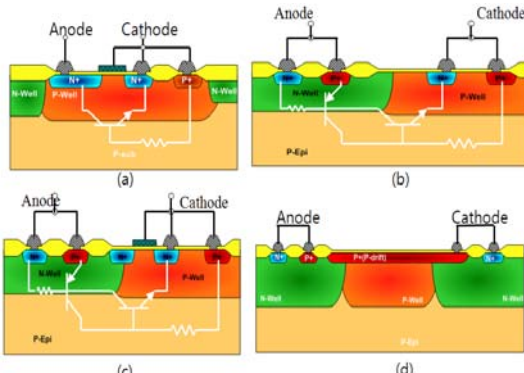 Anode Cathode
N+ N+ P+
N-Well P-Well N-Well
(a)
Anode Cathode
N-Well P-Well
P-Epi
(b)
Anode Cathode
N-Well P-Well
P-Epi
(c)
Anode Cathode
N+ P+ P+(P-drift) N+
N-Well P-Well N-Well
P-Epi
(d)